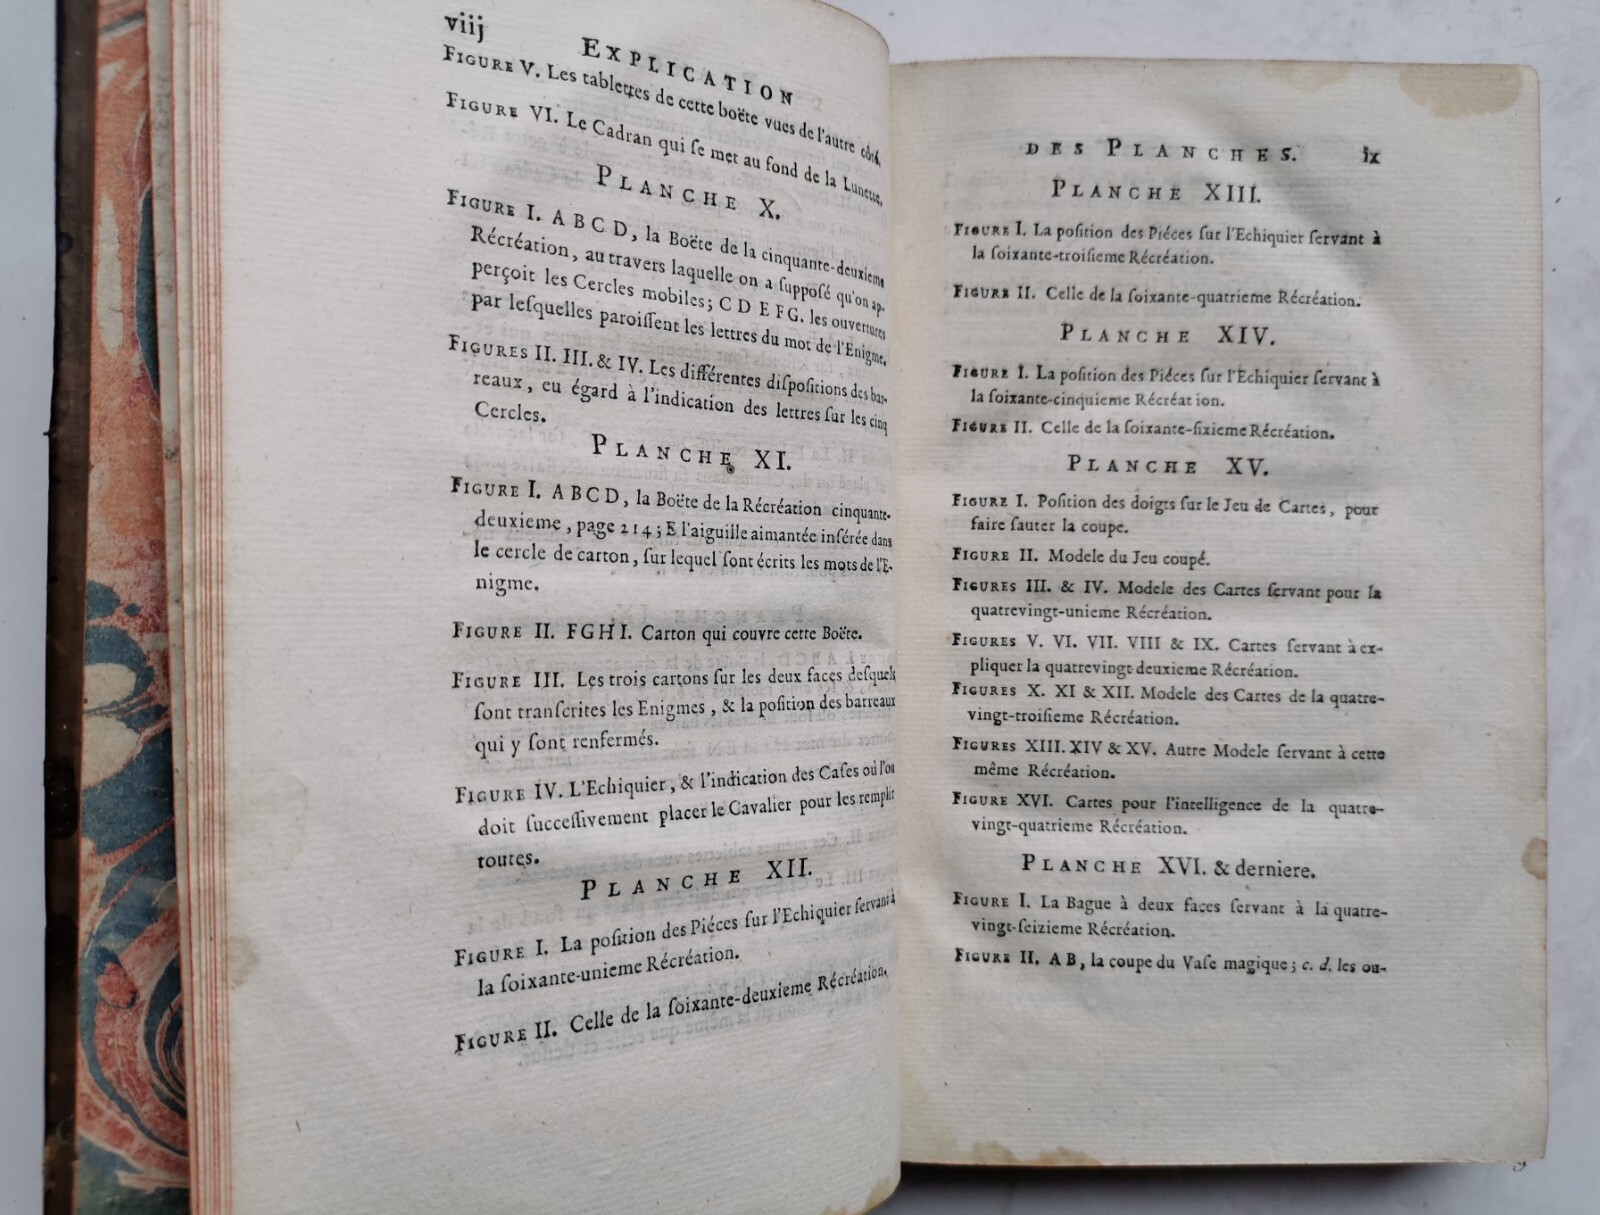 viij
EXPLICATION
FIGURE V. Les tablettes de cette boëte vues de l'autre côté.
FIGURE VI. Le Cadran qui ſe met au fond de la Lunette.
PLANCHE X.
FIGURE I. A B C D, la Boëte de la cinquante-deuxieme
Récréation, au travers laquelle on a ſuppoſé qu'on ap-
perçoit les Cercles mobiles; C D E F G. les ouvertures
par leſquelles paroiſſent les lettres du mot de l'Enigme.
FIGURES II. III. & IV. Les différentes diſpoſitions des bar-
reaux, eu égard à l'indication des lettres ſur les cinq
Cercles.
PLANCHE XI.
FIGURE I. A B C D, la Boëte de la Récréation cinquante-
deuxieme, page 214; E l'aiguille aimantée inſérée dans
le cercle de carton, ſur lequel ſont écrits les mots de l'E-
nigme.
FIGURE II. F G H I. Carton qui couvre cette Boëte.
FIGURE III. Les trois cartons ſur les deux faces deſquels
ſont tranſcrites les Enigmes, & la poſition des barreaux
qui y ſont renfermés.
FIGURE IV. L'Echiquier, & l'indication des Caſes où l'on
doit ſucceſſivement placer le Cavalier pour les remplir
toutes.
PLANCHE XII.
FIGURE I. La poſition des Piéces ſur l'Echiquier ſervant à
la ſoixante-unieme Récréation.
FIGURE II. Celle de la ſoixante-deuxieme Récréation.
DES PLANCHES. ix
PLANCHE XIII.
FIGURE I. La poſition des Piéces ſur l'Echiquier ſervant à
la ſoixante-troiſieme Récréation.
FIGURE II. Celle de la ſoixante-quatrieme Récréation.
PLANCHE XIV.
FIGURE I. La poſition des Piéces ſur l'Echiquier ſervant à
la ſoixante-cinquieme Récréation.
FIGURE II. Celle de la ſoixante-ſixieme Récréation.
PLANCHE XV.
FIGURE I. Poſition des doigts ſur le Jeu de Cartes, pour
faire ſauter la coupe.
FIGURE II. Modele du Jeu coupé.
FIGURES III. & IV. Modele des Cartes ſervant pour la
quatrevingt-unieme Récréation.
FIGURES V. VI. VII. VIII & IX. Cartes ſervant à ex-
pliquer la quatrevingt-deuxieme Récréation.
FIGURES X. XI & XII. Modele des Cartes de la quatre-
vingt-troiſieme Récréation.
FIGURES XIII. XIV & XV. Autre Modele ſervant à cette
même Récréation.
FIGURE XVI. Cartes pour l'intelligence de la quatre-
vingt-quatrieme Récréation.
PLANCHE XVI. & derniere.
FIGURE I. La Bague à deux faces ſervant à la quatre-
vingt-ſeizieme Récréation.
FIGURE II. A B, la coupe du Vaſe magique; c. d. les ou-